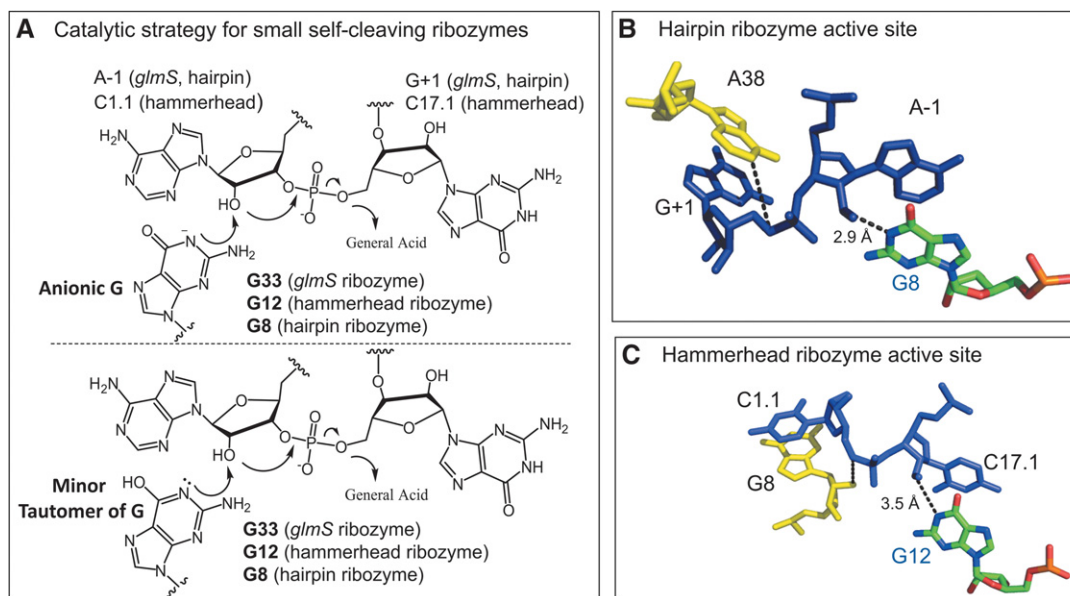 A Catalytic strategy for small self-cleaving ribozymes
A-1 (glmS, hairpin)
C1.1 (hammerhead)
G+1 (glmS, hairpin)
C17.1 (hammerhead)
H2N
N
N
N
N
O
O
HO
O
P
O
-O
O
O
OH
N
N
N
NH
NH2
O
General Acid
O
N
-
NH2
N
N
N
Anionic G
G33 (glmS ribozyme)
G12 (hammerhead ribozyme)
G8 (hairpin ribozyme)
H2N
N
N
N
N
O
O
HO
O
P
O
-O
O
O
OH
N
N
N
NH
NH2
O
General Acid
HO
N
NH2
N
N
N
Minor
Tautomer of G
G33 (glmS ribozyme)
G12 (hammerhead ribozyme)
G8 (hairpin ribozyme)
B Hairpin ribozyme active site
A38
A-1
G+1
2.9 Å
G8
C Hammerhead ribozyme active site
C1.1
G8
C17.1
3.5 Å
G12